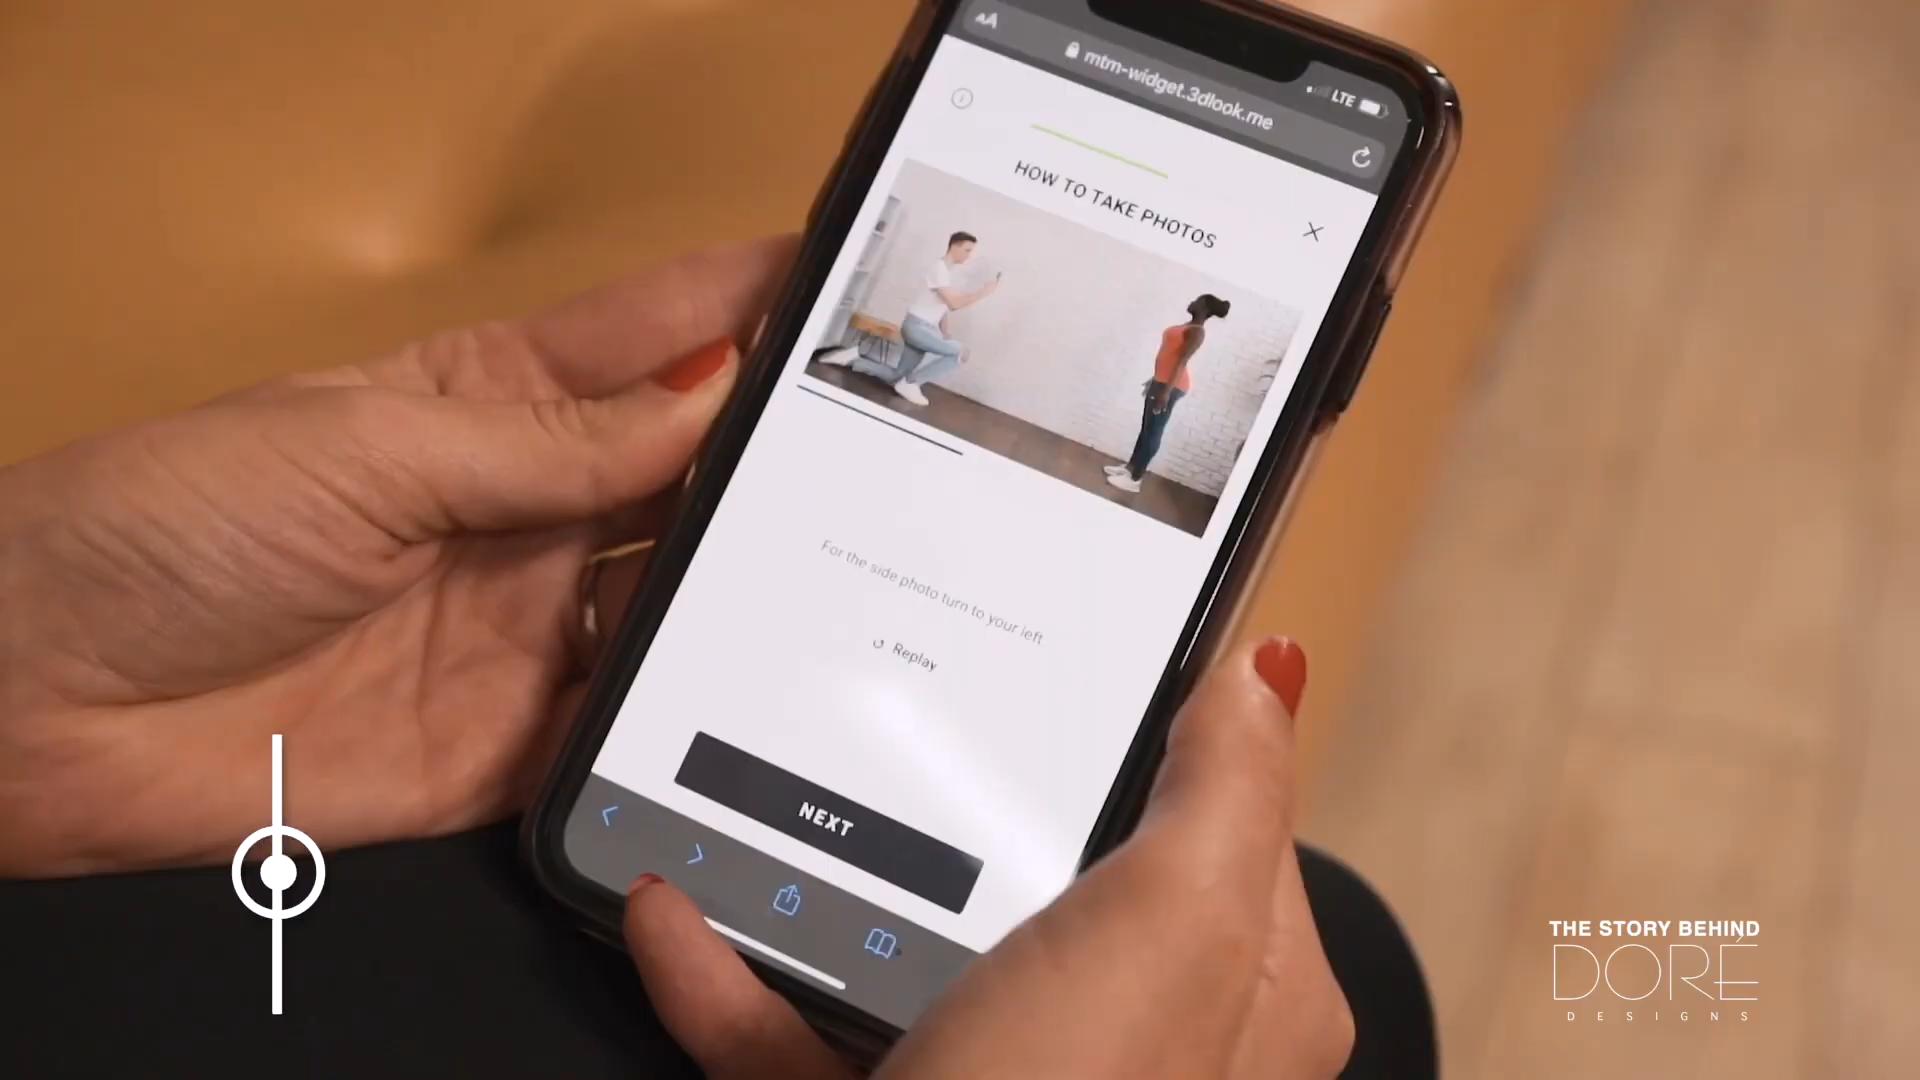 AA
mtm-widget.3dlook.me
LTE
HOW TO TAKE PHOTOS
For the side photo turn to your left
Replay
NEXT
THE STORY BEHIND
DORÉ
DESIGNS